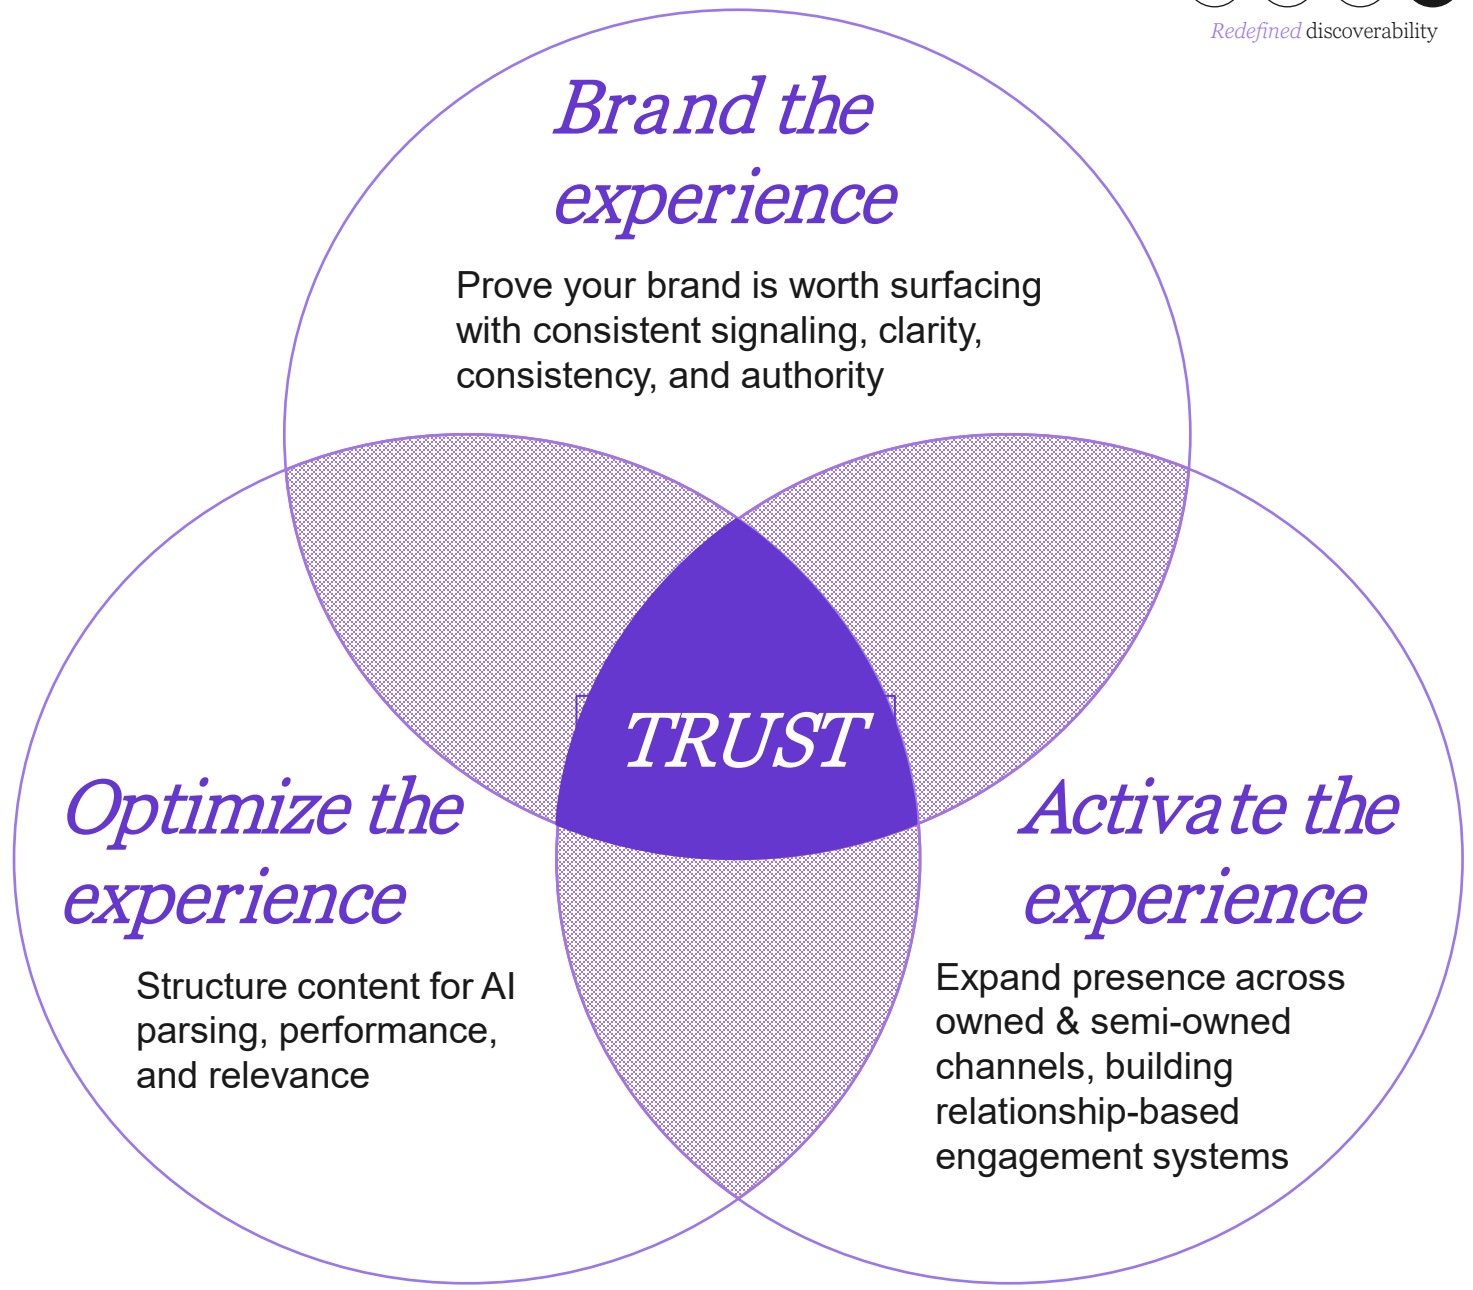 Redefined discoverability
Brand the
experience
Prove your brand is worth surfacing
with consistent signaling, clarity,
consistency, and authority
TRUST
Optimize the
experience
Structure content for AI
parsing, performance,
and relevance
Activate the
experience
Expand presence across
owned & semi-owned
channels, building
relationship-based
engagement systems